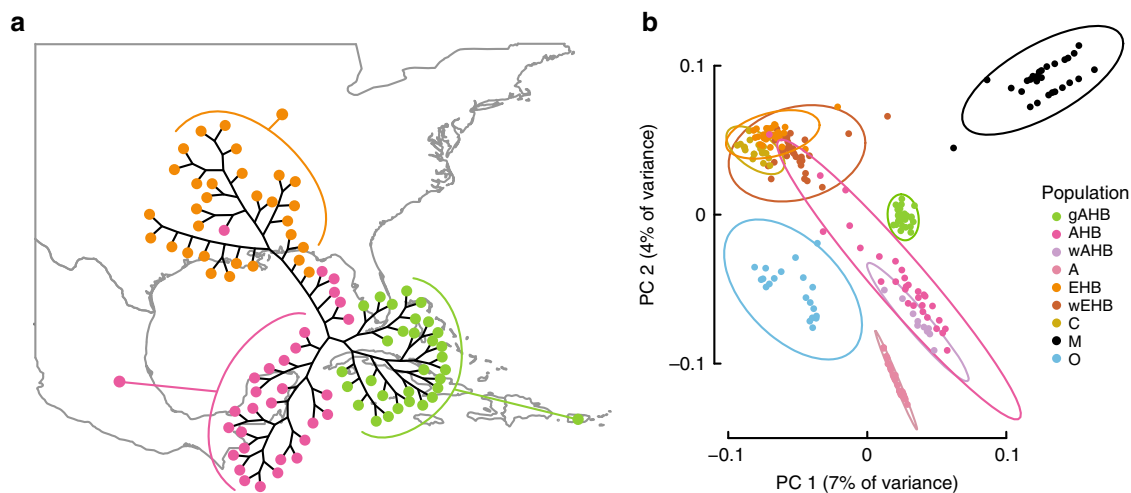 a
b
0.1
0
−0.1
PC 2 (4% of variance)
−0.1
0
0.1
PC 1 (7% of variance)
Population
gAHB
AHB
wAHB
A
EHB
wEHB
C
M
O